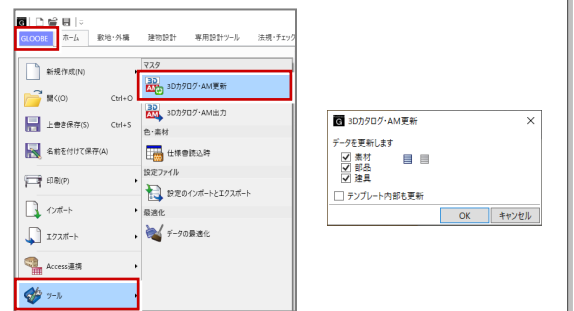 GLOOBE ホーム 敷地・外構 建物設計 専用設計ツール 法規・チェック
新規作成(N)
開く(O) Ctrl+O
上書き保存(S) Ctrl+S
名前を付けて保存(A)
印刷(P)
インポート
エクスポート
Access連携
ツール
マスタ
3Dカタログ・AM更新
3Dカタログ・AM出力
色・素材
仕様書読込時
設定ファイル
設定のインポートとエクスポート
最適化
データの最適化
3Dカタログ・AM更新
データを更新します
素材
部品
建具
テンプレート内部も更新
OK キャンセル